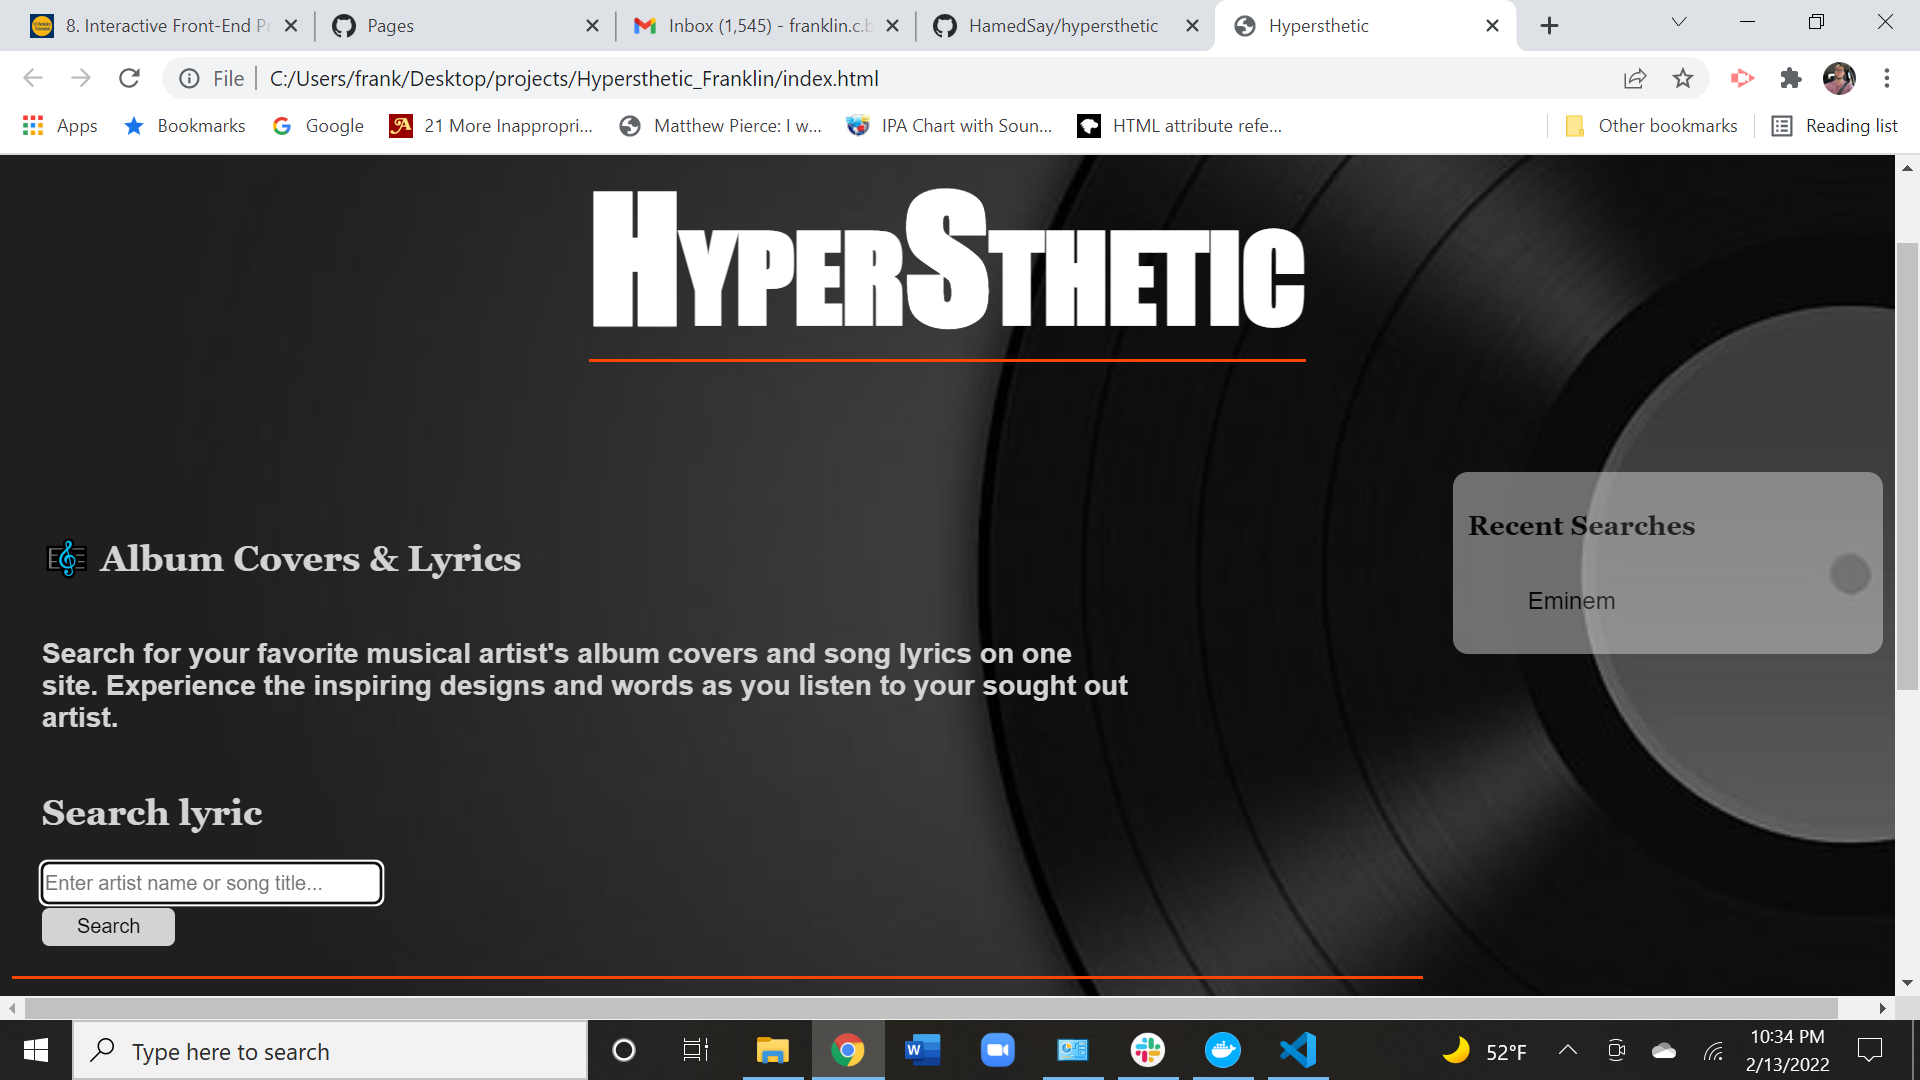 8. Interactive Front-End Pr
Pages
Inbox (1,545) - franklin.c.b
HamedSay/hypersthetic
Hypersthetic
File
C:/Users/frank/Desktop/projects/Hypersthetic_Franklin/index.html
Apps
Bookmarks
Google
21 More Inappropri...
Matthew Pierce: I w...
IPA Chart with Soun...
HTML attribute refe...
Other bookmarks
Reading list
HyperSthetic
Recent Searches
Eminem
Album Covers & Lyrics
Search for your favorite musical artist's album covers and song lyrics on one
site. Experience the inspiring designs and words as you listen to your sought out
artist.
Search lyric
Enter artist name or song title...
Search
Type here to search
52°F
10:34 PM
2/13/2022